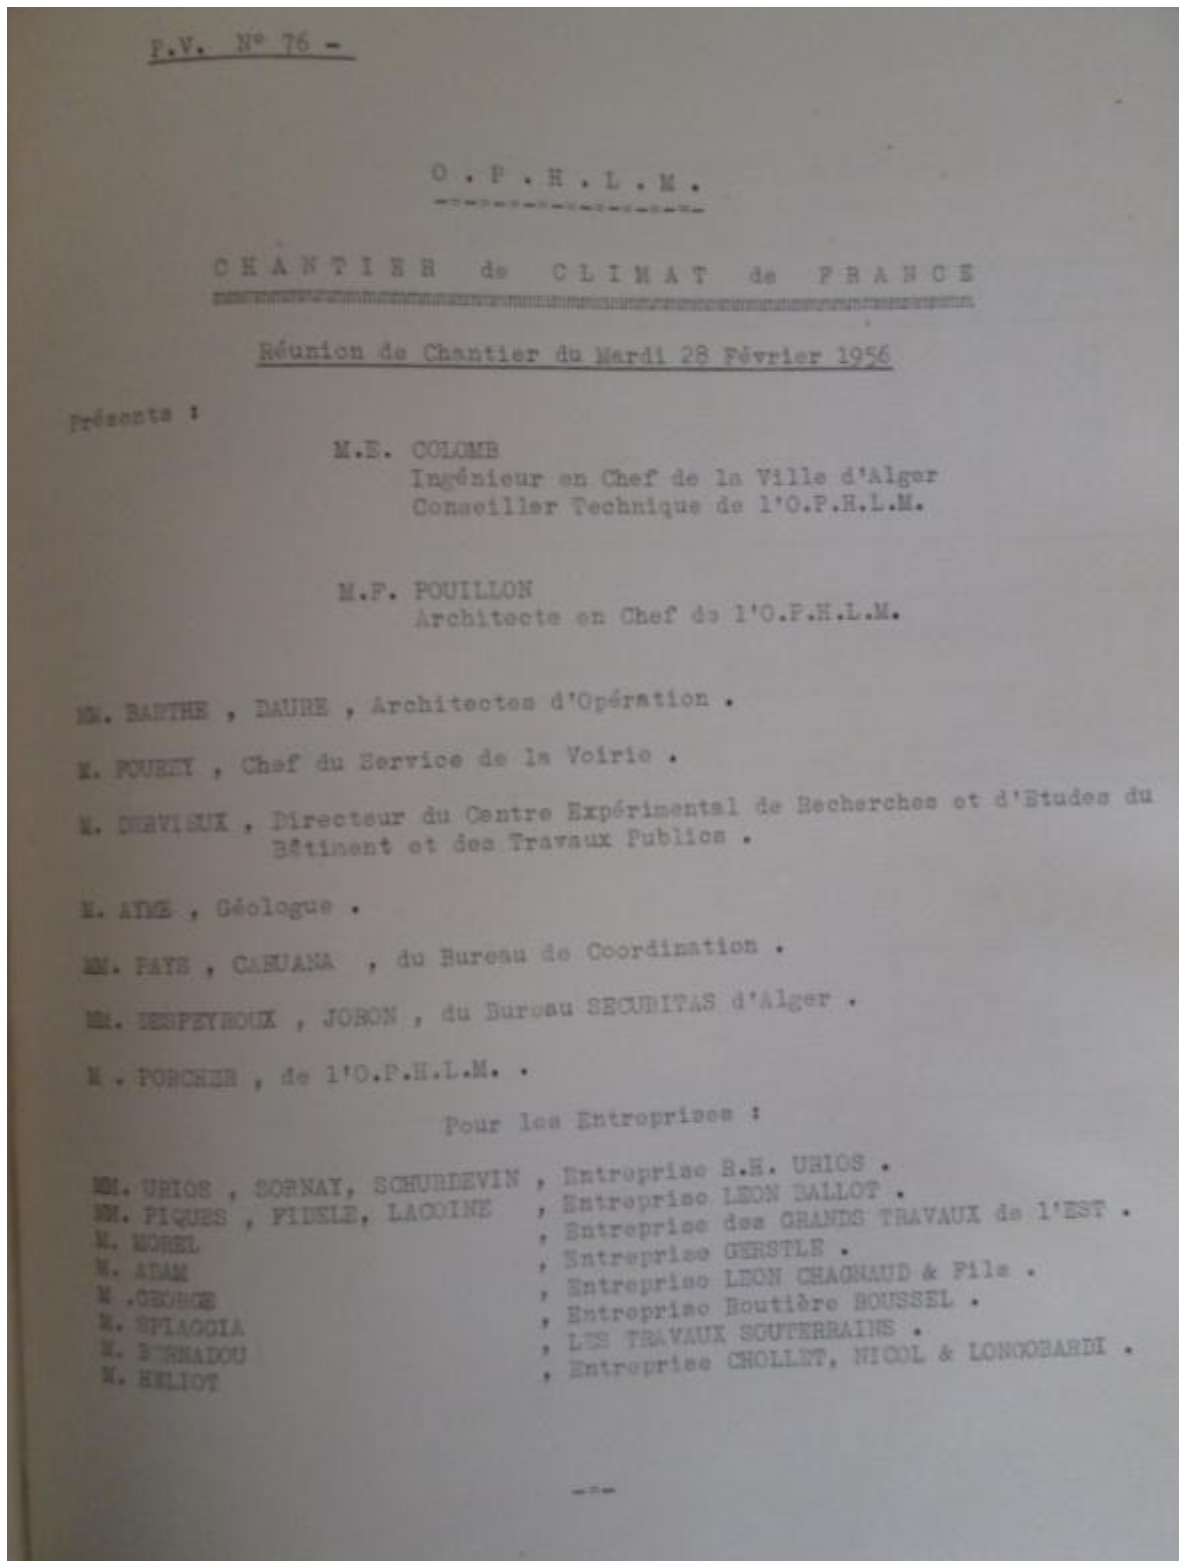 P.V. N° 76 -
O . P . H . L . M .
CHANTIER de CLIMAT de FRANCE
Réunion de Chantier du Mardi 28 Février 1956
Présents :
M.E. COLOMB
Ingénieur en Chef de la Ville d'Alger
Conseiller Technique de l'O.P.H.L.M.
M.F. POUILLON
Architecte en Chef de l'O.P.H.L.M.
MM. BARTHE , DAURE , Architectes d'Opération .
M. FOUREY , Chef du Service de la Voirie .
M. DERVIEUX , Directeur du Centre Expérimental de Recherches et d'Etudes du
Bâtiment et des Travaux Publics .
M. AYME , Géologue .
MM. PAYS , CARUANA , du Bureau de Coordination .
MM. DESPEYROUX , JORON , du Bureau SECURITAS d'Alger .
M . PORCHER , de l'O.P.H.L.M. .
Pour les Entreprises :
MM. URIOS , SORNAY, SCHURDEVIN , Entreprise R.H. URIOS .
MM. PIQUES , FIDELE, LACOINE , Entreprise LEON BALLOT .
M. MOREL , Entreprise des GRANDS TRAVAUX de l'EST .
M. ADAM , Entreprise GERSTLE .
M .GEORGE , Entreprise LEON CHAGNAUD & Fils .
M. SPIAGGIA , Entreprise Routière ROUSSEL .
M. BERNADOU , LES TRAVAUX SOUTERRAINS .
M. HELIOT , Entreprise CHOLLET, NICOL & LONGOBARDI .